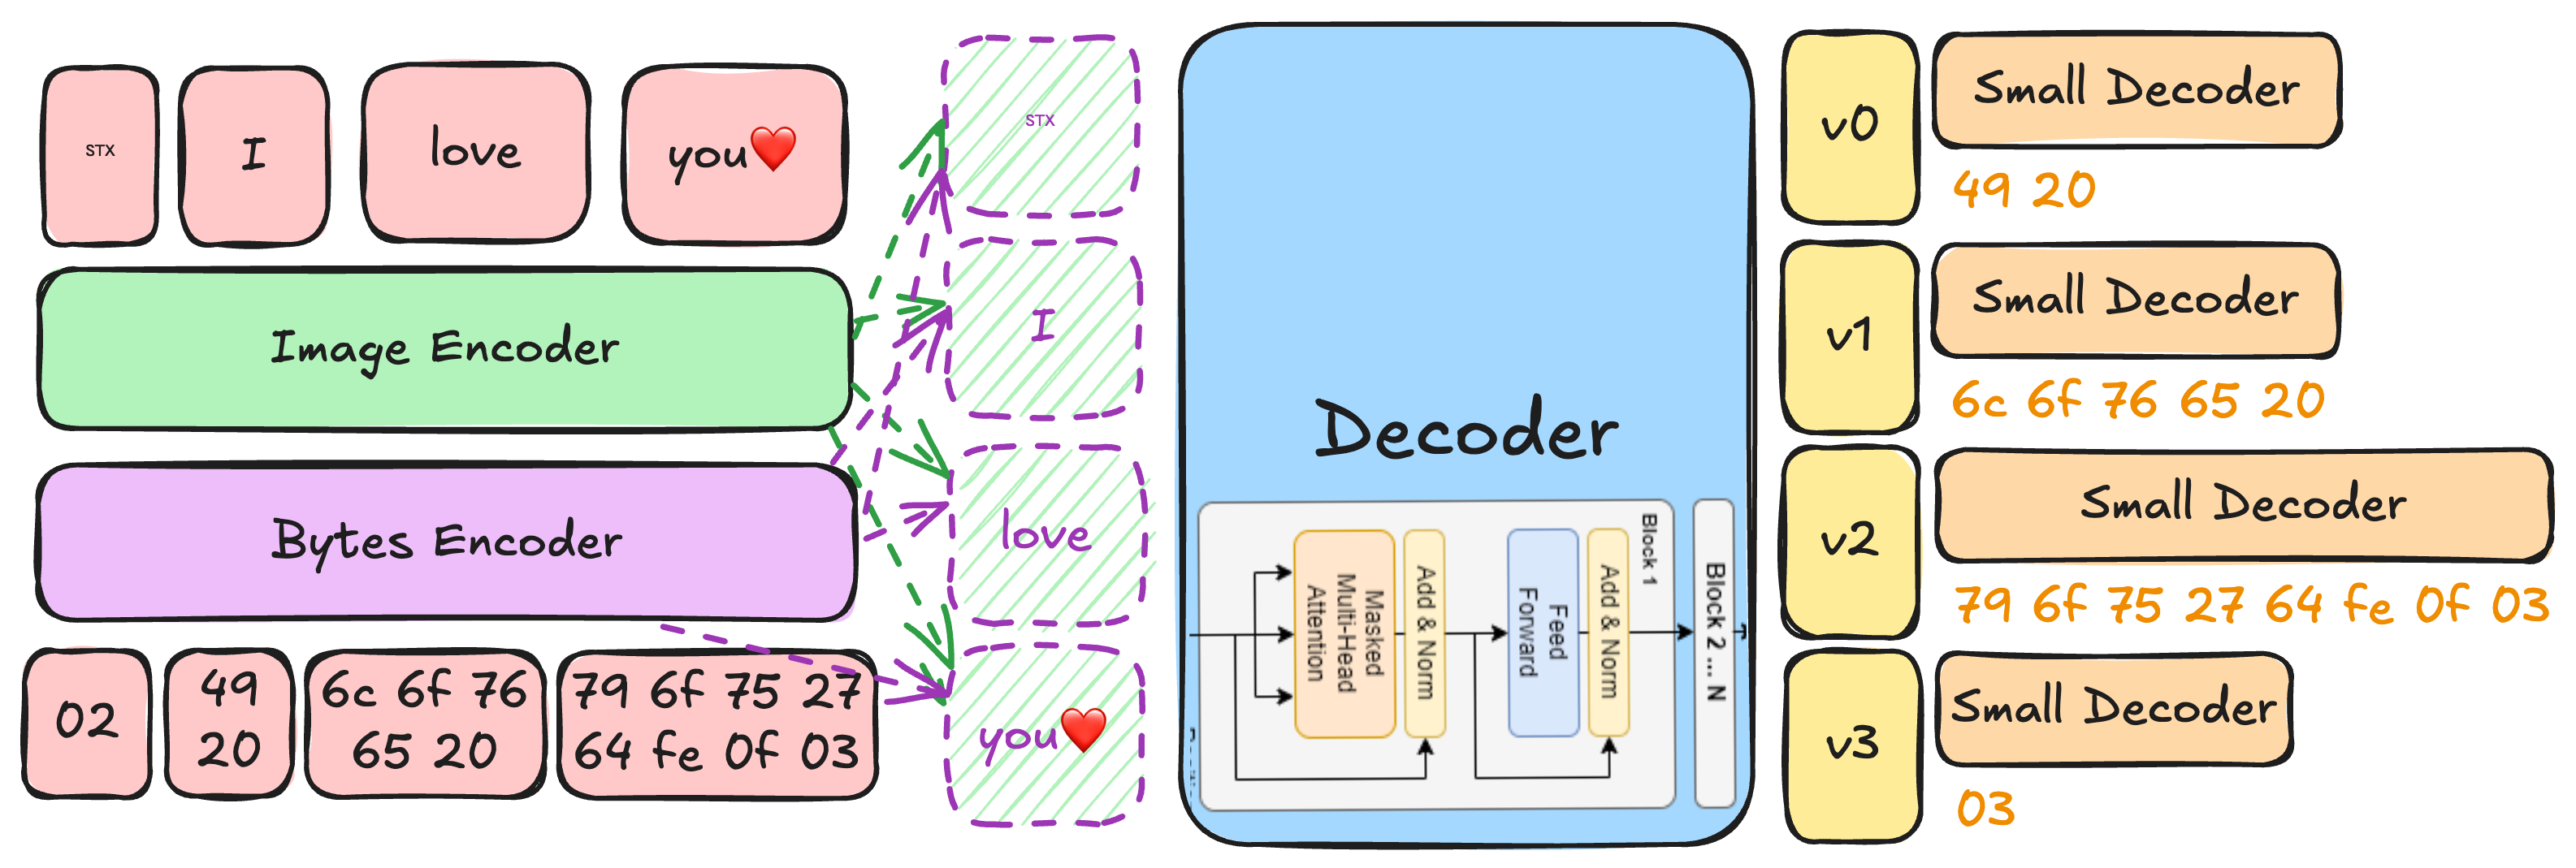 STX
I
love
you❤️
Image Encoder
Bytes Encoder
02
49
20
6c 6f 76
65 20
79 6f 75 27
64 fe 0f 03
STX
I
love
you❤️
Decoder
Masked
Multi-Head
Attention
Add & Norm
Feed
Forward
Add & Norm
Block 1
Block 2 ... N
v0
Small Decoder
49 20
v1
Small Decoder
6c 6f 76 65 20
v2
Small Decoder
79 6f 75 27 64 fe 0f 03
v3
Small Decoder
03